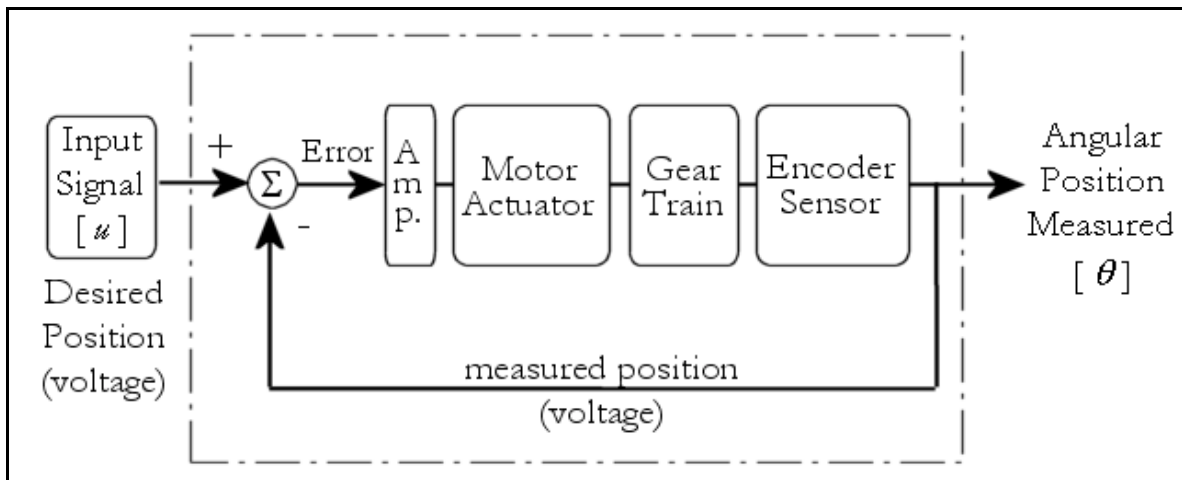 Input
Signal
[ u ]
Desired
Position
(voltage)
+
Σ
-
Error
A
m
p.
Motor
Actuator
Gear
Train
Encoder
Sensor
measured position
(voltage)
Angular
Position
Measured
[ θ ]